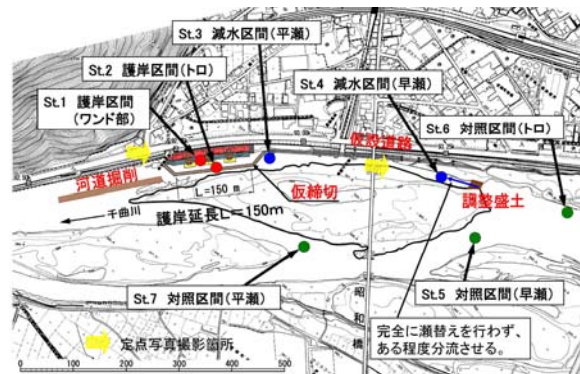 St.3 減水区間（平瀬）
St.2 護岸区間（トロ）
St.4 減水区間（早瀬）
St.1 護岸区間
（ワンド部）
St.6 対照区間（トロ）
仮設道路
河道掘削
L=150 m
仮締切
調整盛土
千曲川
護岸延長L=150m
St.7 対照区間（平瀬）
昭和橋
St.5 対照区間（早瀬）
完全に瀬替えを行わず、
ある程度分流させる。
定点写真撮影箇所
0 100 200 300 400 500